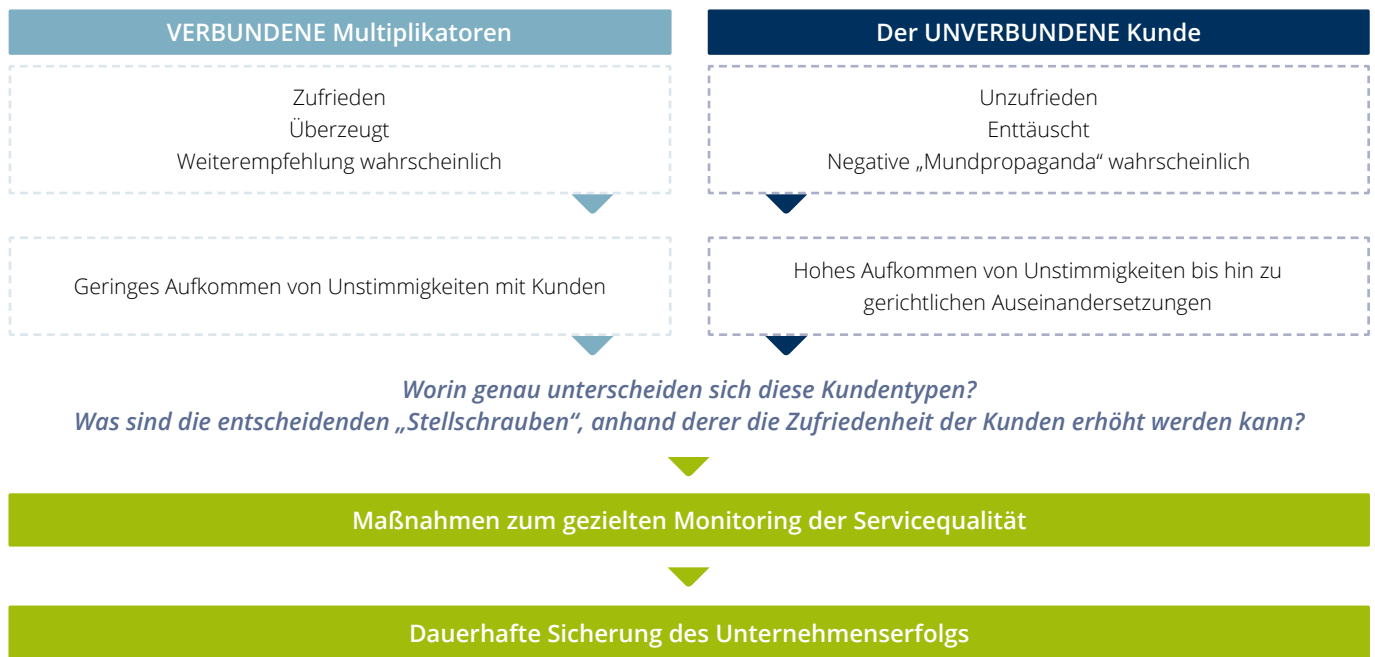 VERBUNDENE Multiplikatoren
Zufrieden
Überzeugt
Weiterempfehlung wahrscheinlich
Geringes Aufkommen von Unstimmigkeiten mit Kunden
Der UNVERBUNDENE Kunde
Unzufrieden
Enttäuscht
Negative „Mundpropaganda“ wahrscheinlich
Hohes Aufkommen von Unstimmigkeiten bis hin zu
gerichtlichen Auseinandersetzungen
Worin genau unterscheiden sich diese Kundentypen?
Was sind die entscheidenden „Stellschrauben“, anhand derer die Zufriedenheit der Kunden erhöht werden kann?
Maßnahmen zum gezielten Monitoring der Servicequalität
Dauerhafte Sicherung des Unternehmenserfolgs